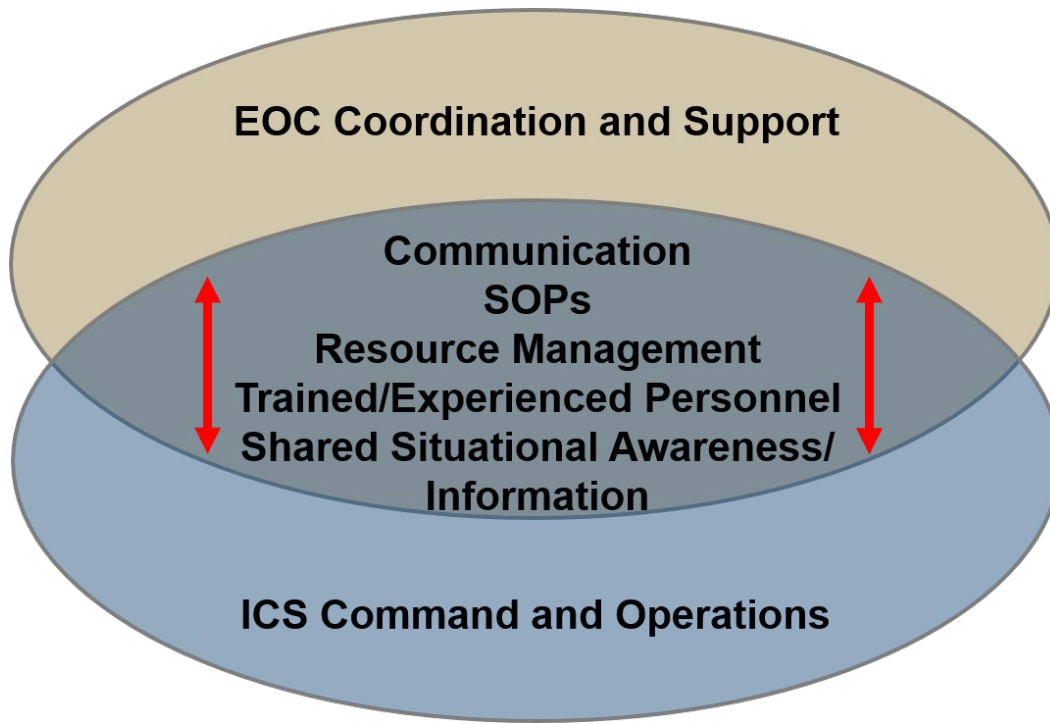 EOC Coordination and Support
Communication
SOPs
Resource Management
Trained/Experienced Personnel
Shared Situational Awareness/
Information
ICS Command and Operations